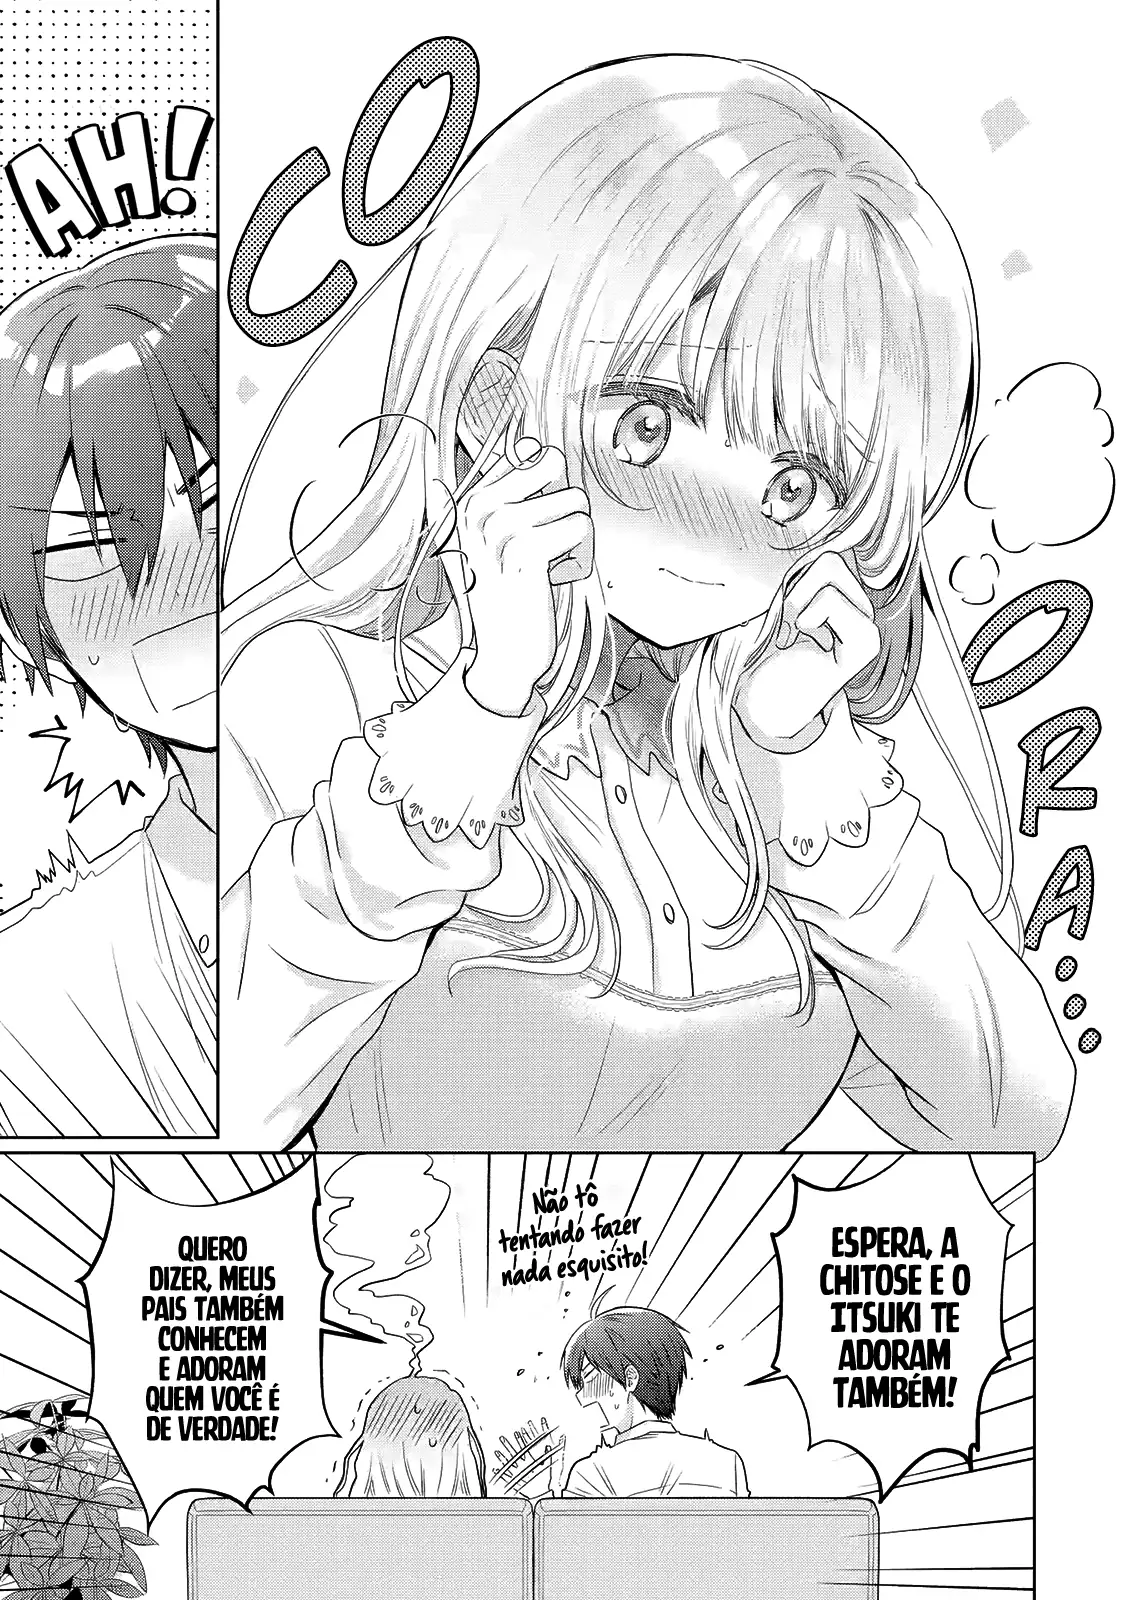 CO
ORA...
AH!
ESPERA, A
CHITOSE E O
ITSUKI TE
ADORAM
TAMBÉM!
Não tô
tentando fazer
nada esquisito!
QUERO
DIZER, MEUS
PAIS TAMBÉM
CONHECEM
E ADORAM
QUEM VOCÊ É
DE VERDADE!